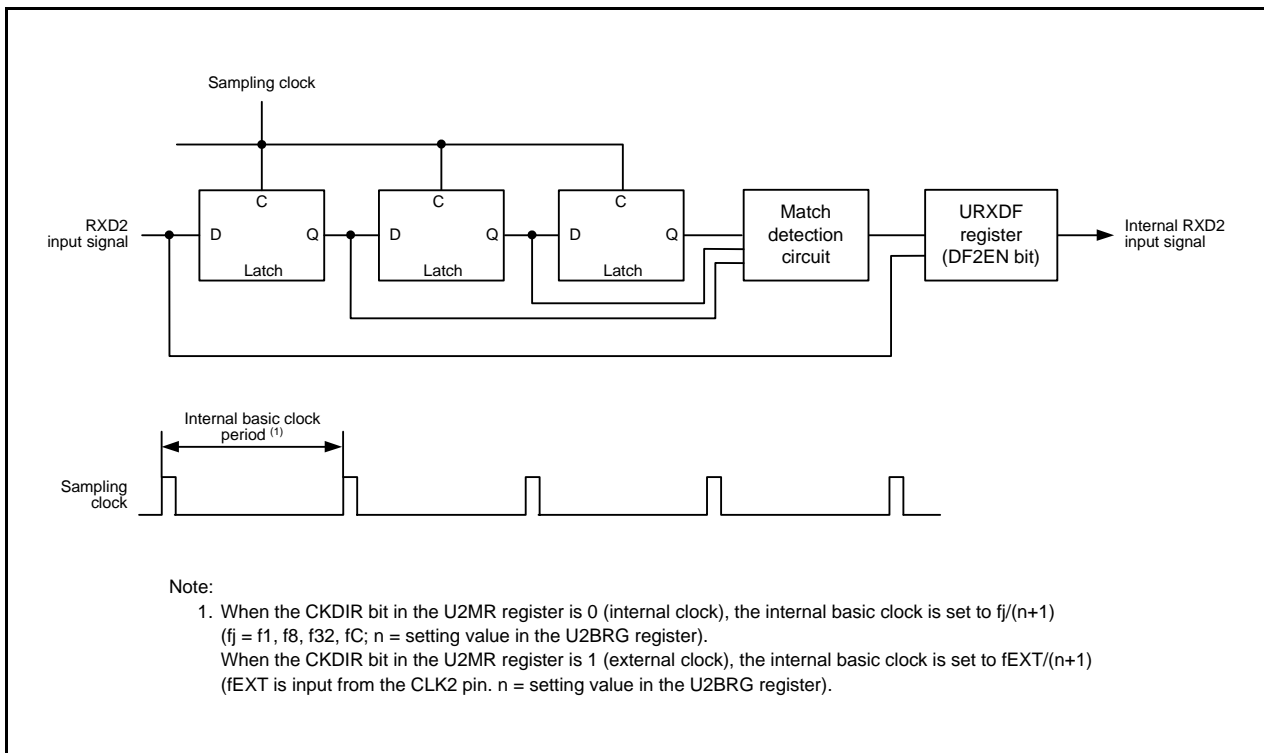 Sampling clock
C
C
C
RXD2
input signal
D
Q
D
Q
D
Q
Latch
Latch
Latch
Match
detection
circuit
URXDF
register
(DF2EN bit)
Internal RXD2
input signal
Internal basic clock
period (1)
Sampling
clock
Note:
1. When the CKDIR bit in the U2MR register is 0 (internal clock), the internal basic clock is set to fj/(n+1)
(fj = f1, f8, f32, fC; n = setting value in the U2BRG register).
When the CKDIR bit in the U2MR register is 1 (external clock), the internal basic clock is set to fEXT/(n+1)
(fEXT is input from the CLK2 pin. n = setting value in the U2BRG register).